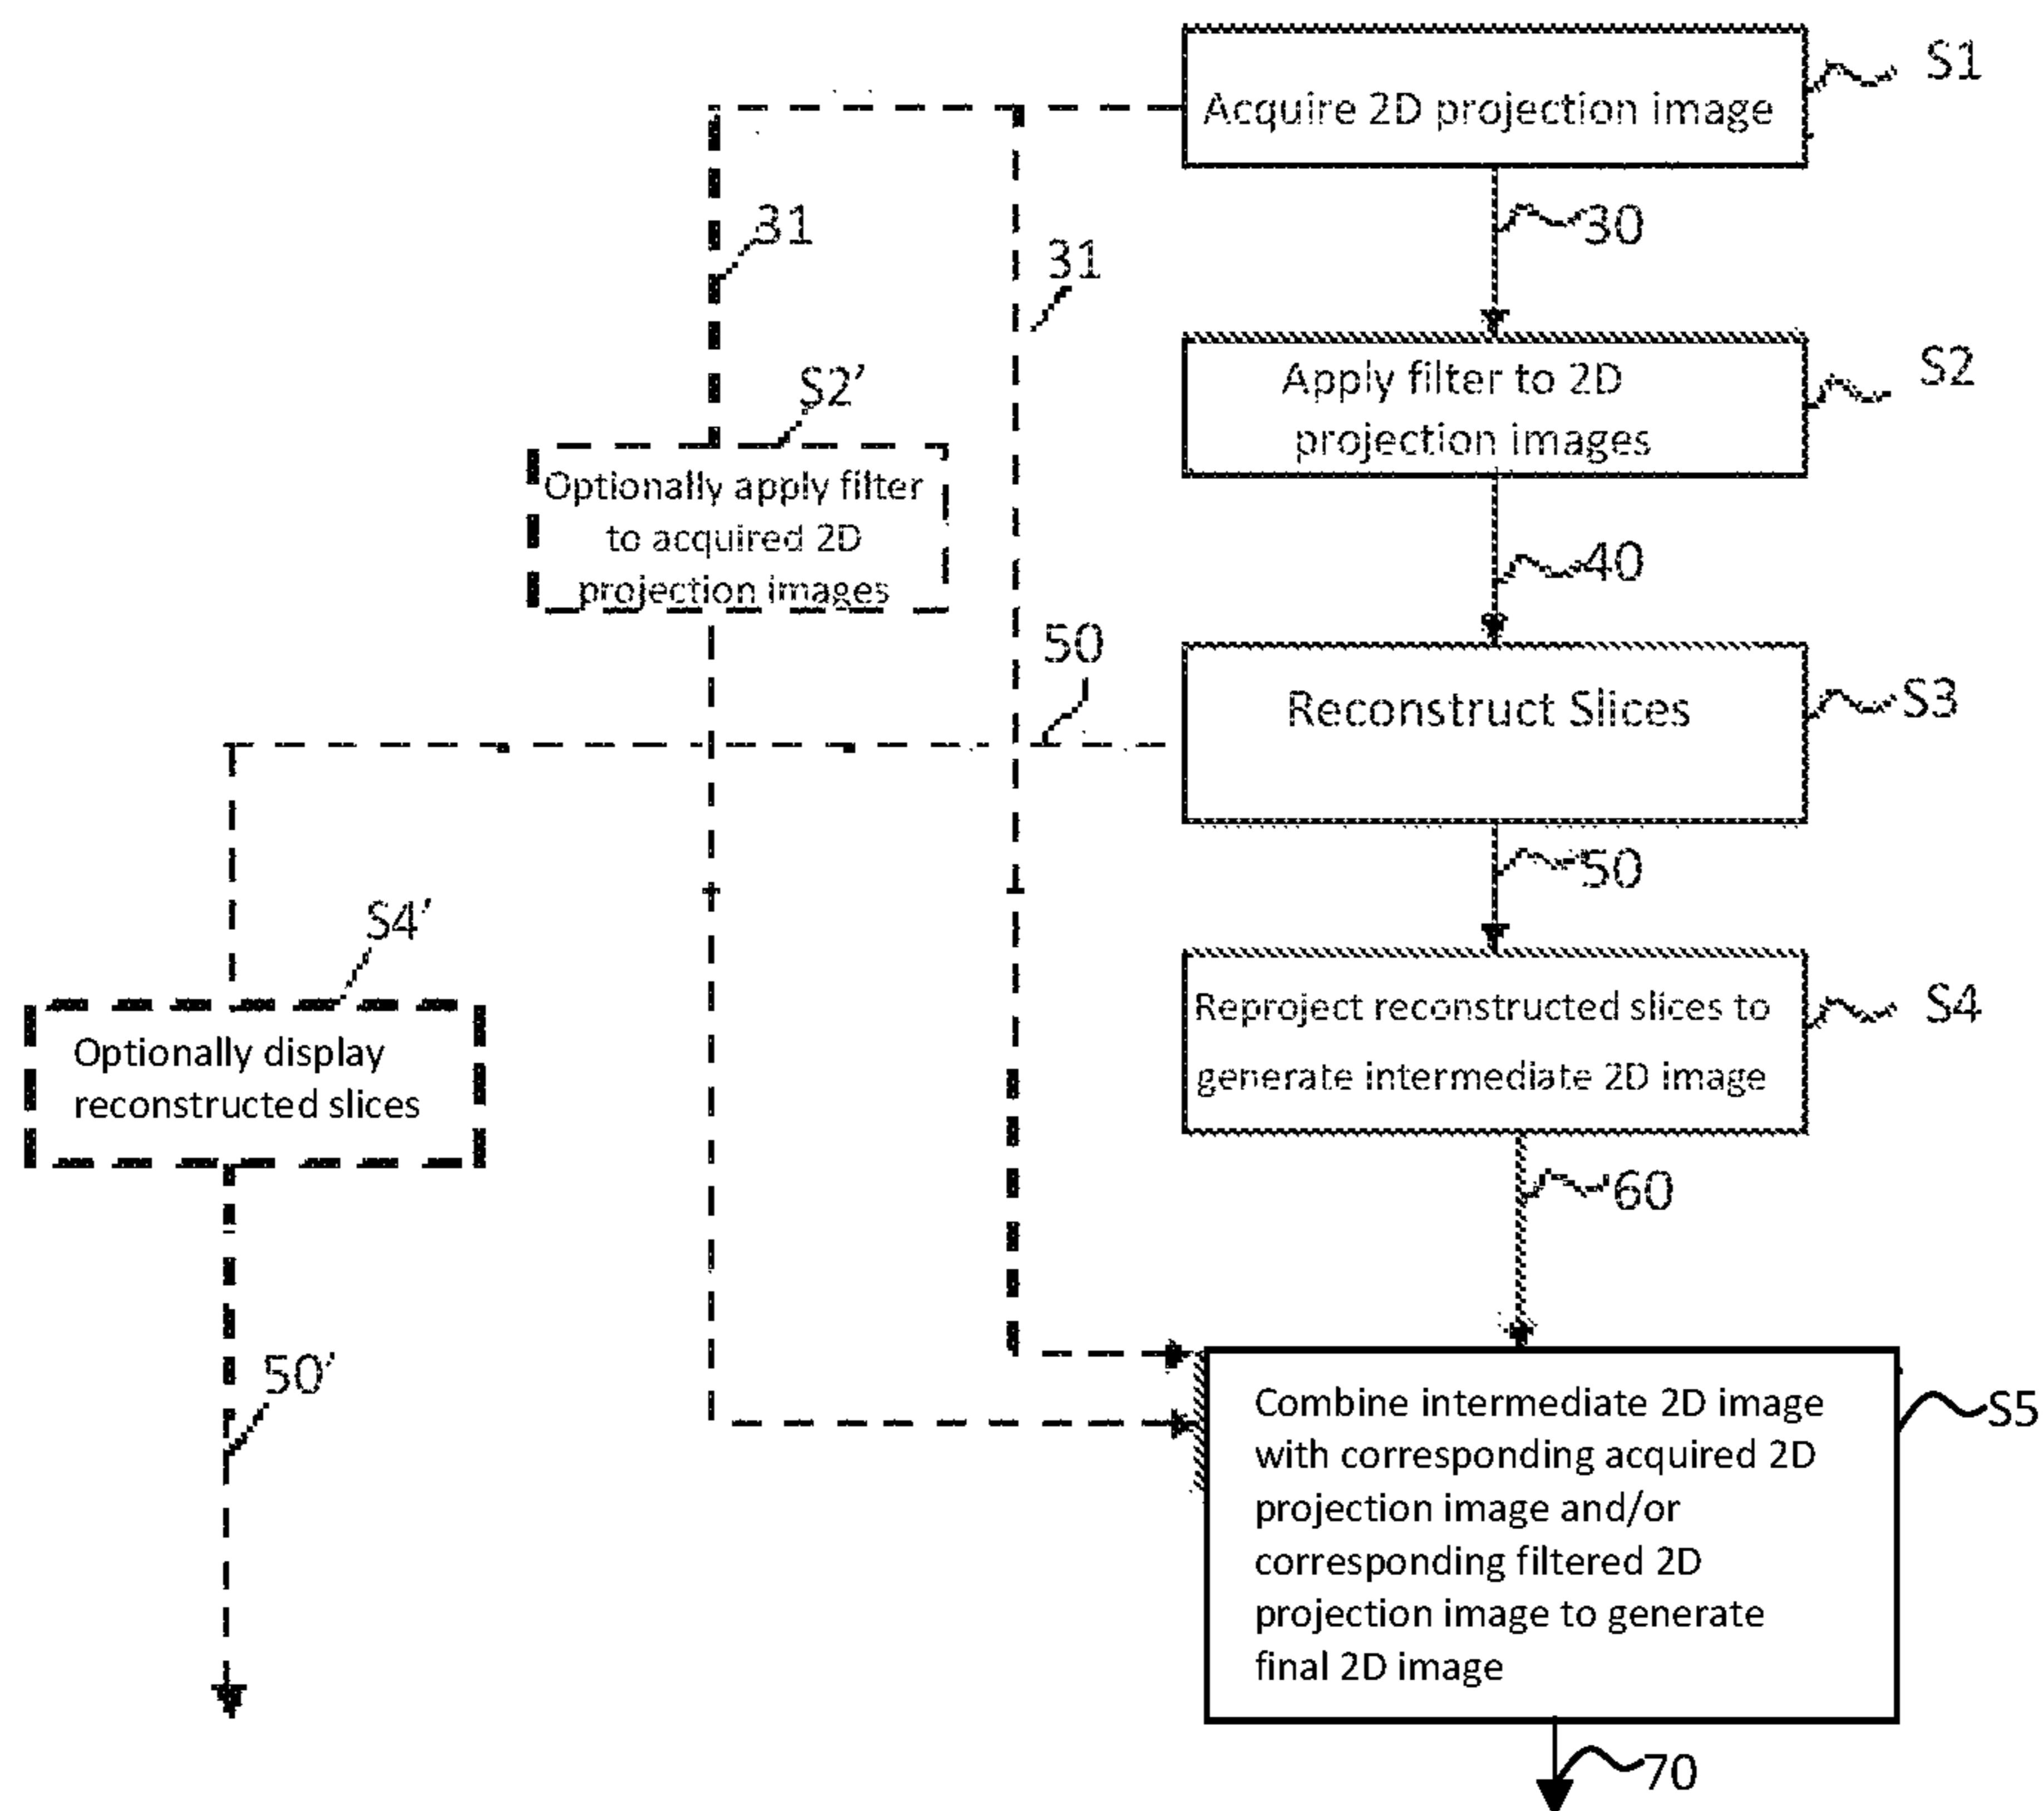 S1
Acquire 2D projection image
31
30
31
S2
Apply filter to 2D
projection images
S2’
Optionally apply filter
to acquired 2D
projection images
40
50
S3
Reconstruct Slices
50
S4’
S4
Reproject reconstructed slices to
generate intermediate 2D image
Optionally display
reconstructed slices
60
50’
S5
Combine intermediate 2D image
with corresponding acquired 2D
projection image and/or
corresponding filtered 2D
projection image to generate
final 2D image
70